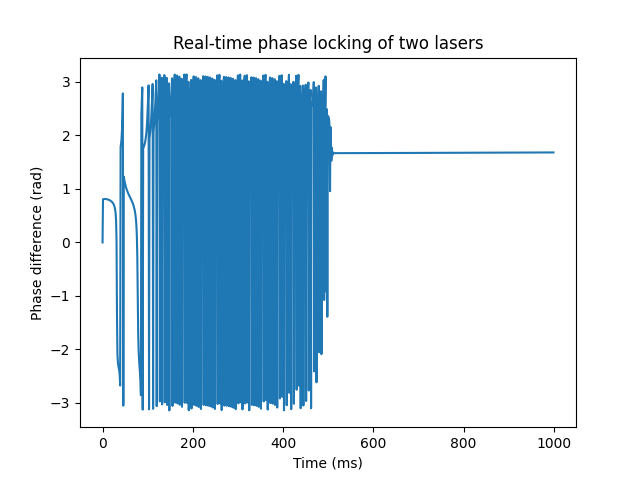 Real-time phase locking of two lasers
Phase difference (rad)
3
2
1
0
−1
−2
−3
0 200 400 600 800 1000
Time (ms)